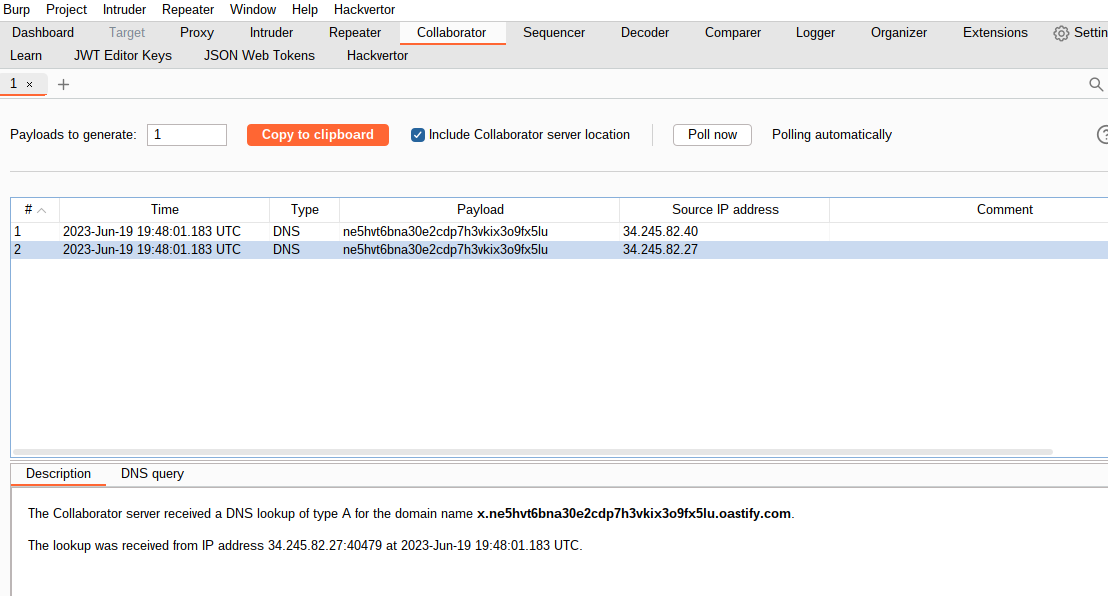 Burp Project Intruder Repeater Window Help Hackvertor
Dashboard Target Proxy Intruder Repeater Collaborator Sequencer Decoder Comparer Logger Organizer Extensions Settin
Learn JWT Editor Keys JSON Web Tokens Hackvertor
1 × +
Payloads to generate: 1 Copy to clipboard Include Collaborator server location Poll now Polling automatically ?
# Time Type Payload Source IP address Comment
1 2023-Jun-19 19:48:01.183 UTC DNS ne5hvt6bna30e2cdp7h3vkix3o9fx5lu 34.245.82.40
2 2023-Jun-19 19:48:01.183 UTC DNS ne5hvt6bna30e2cdp7h3vkix3o9fx5lu 34.245.82.27
Description DNS query
The Collaborator server received a DNS lookup of type A for the domain name x.ne5hvt6bna30e2cdp7h3vkix3o9fx5lu.oastify.com.
The lookup was received from IP address 34.245.82.27:40479 at 2023-Jun-19 19:48:01.183 UTC.